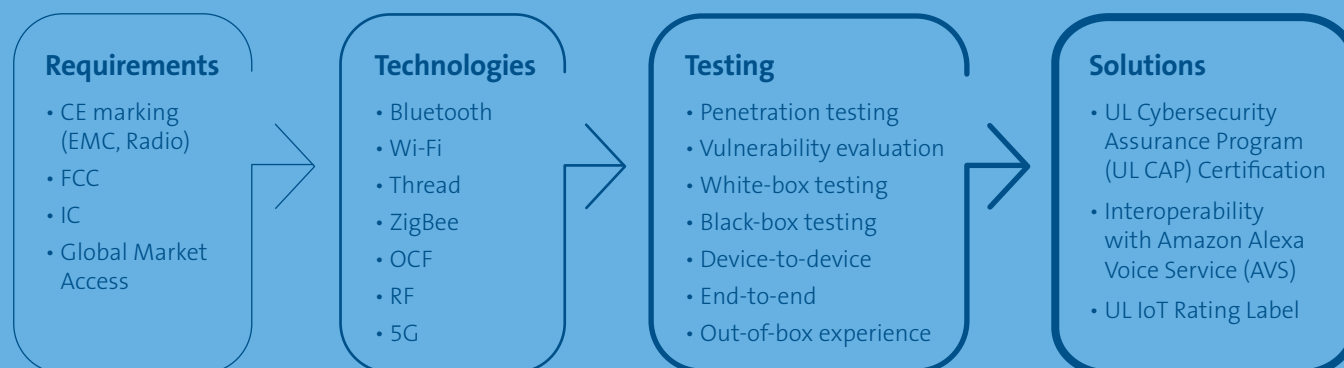 Requirements
• CE marking
(EMC, Radio)
• FCC
• IC
• Global Market
Access
Technologies
• Bluetooth
• Wi-Fi
• Thread
• ZigBee
• OCF
• RF
• 5G
Testing
• Penetration testing
• Vulnerability evaluation
• White-box testing
• Black-box testing
• Device-to-device
• End-to-end
• Out-of-box experience
Solutions
• UL Cybersecurity
Assurance Program
(UL CAP) Certification
• Interoperability
with Amazon Alexa
Voice Service (AVS)
• UL IoT Rating Label